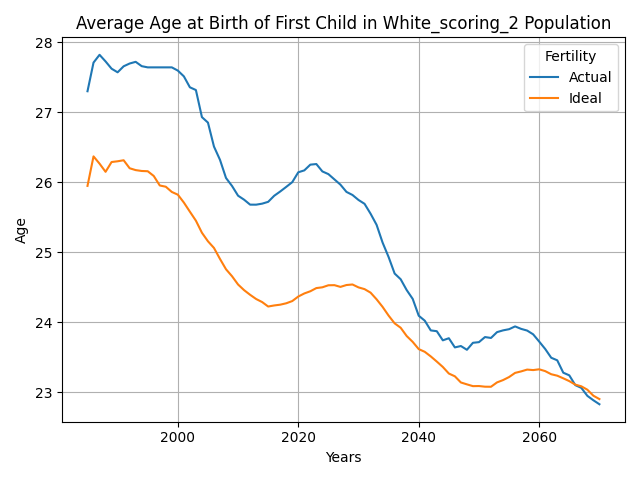 Average Age at Birth of First Child in White_scoring_2 Population
28
27
26
25
24
23
Age
2000
2020
2040
2060
Years
Fertility
Actual
Ideal